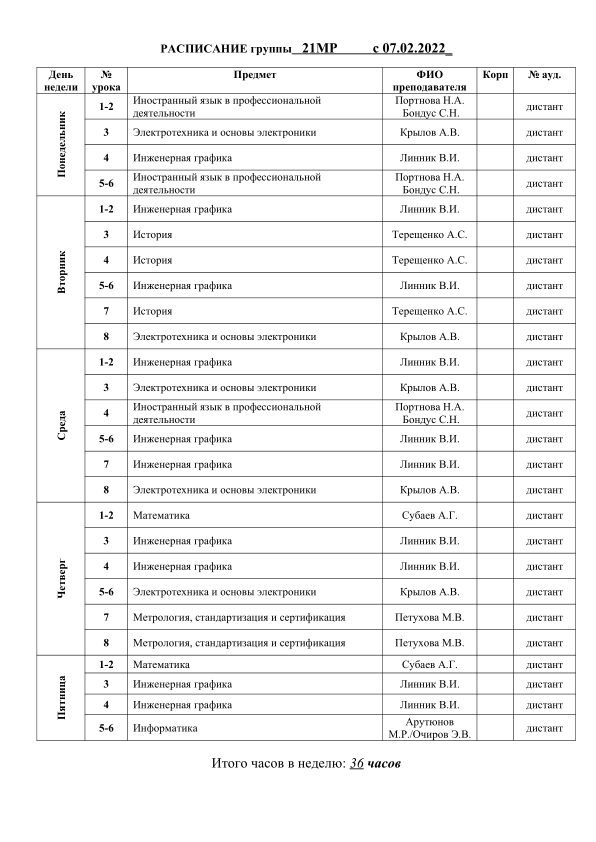 РАСПИСАНИЕ группы 21МР с 07.02.2022
День недели № урока Предмет ФИО преподавателя Корп № ауд.
Понедельник
1-2 Иностранный язык в профессиональной деятельности Портнова Н.А. Бондус С.Н. дистант
3 Электротехника и основы электроники Крылов А.В. дистант
4 Инженерная графика Линник В.И. дистант
5-6 Иностранный язык в профессиональной деятельности Портнова Н.А. Бондус С.Н. дистант
Вторник
1-2 Инженерная графика Линник В.И. дистант
3 История Терещенко А.С. дистант
4 История Терещенко А.С. дистант
5-6 Инженерная графика Линник В.И. дистант
7 История Терещенко А.С. дистант
8 Электротехника и основы электроники Крылов А.В. дистант
Среда
1-2 Инженерная графика Линник В.И. дистант
3 Электротехника и основы электроники Крылов А.В. дистант
4 Иностранный язык в профессиональной деятельности Портнова Н.А. Бондус С.Н. дистант
5-6 Инженерная графика Линник В.И. дистант
7 Инженерная графика Линник В.И. дистант
8 Электротехника и основы электроники Крылов А.В. дистант
Четверг
1-2 Математика Субаев А.Г. дистант
3 Инженерная графика Линник В.И. дистант
4 Инженерная графика Линник В.И. дистант
5-6 Электротехника и основы электроники Крылов А.В. дистант
7 Метрология, стандартизация и сертификация Петухова М.В. дистант
8 Метрология, стандартизация и сертификация Петухова М.В. дистант
Пятница
1-2 Математика Субаев А.Г. дистант
3 Инженерная графика Линник В.И. дистант
4 Инженерная графика Линник В.И. дистант
5-6 Информатика Арутюнов М.Р./Очиров Э.В. дистант
Итого часов в неделю: 36 часов